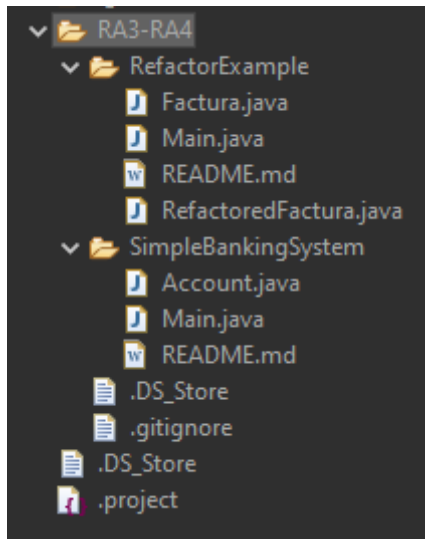 RA3-RA4
RefactorExample
Factura.java
Main.java
README.md
RefactoredFactura.java
SimpleBankingSystem
Account.java
Main.java
README.md
.DS_Store
.gitignore
.DS_Store
.project